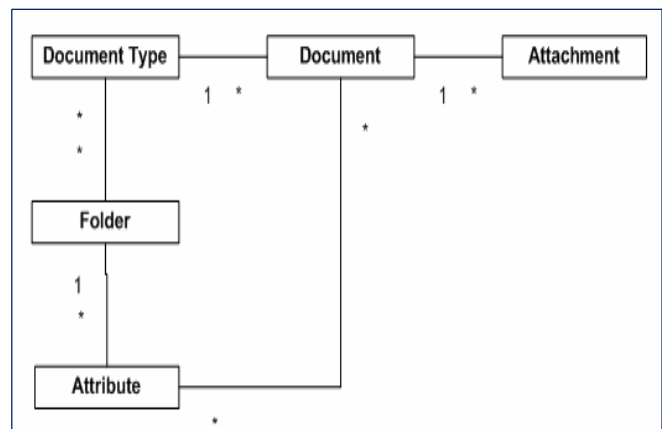 Document Type
Document
Attachment
1 *
1 *
*
*
*
Folder
1
*
Attribute
*